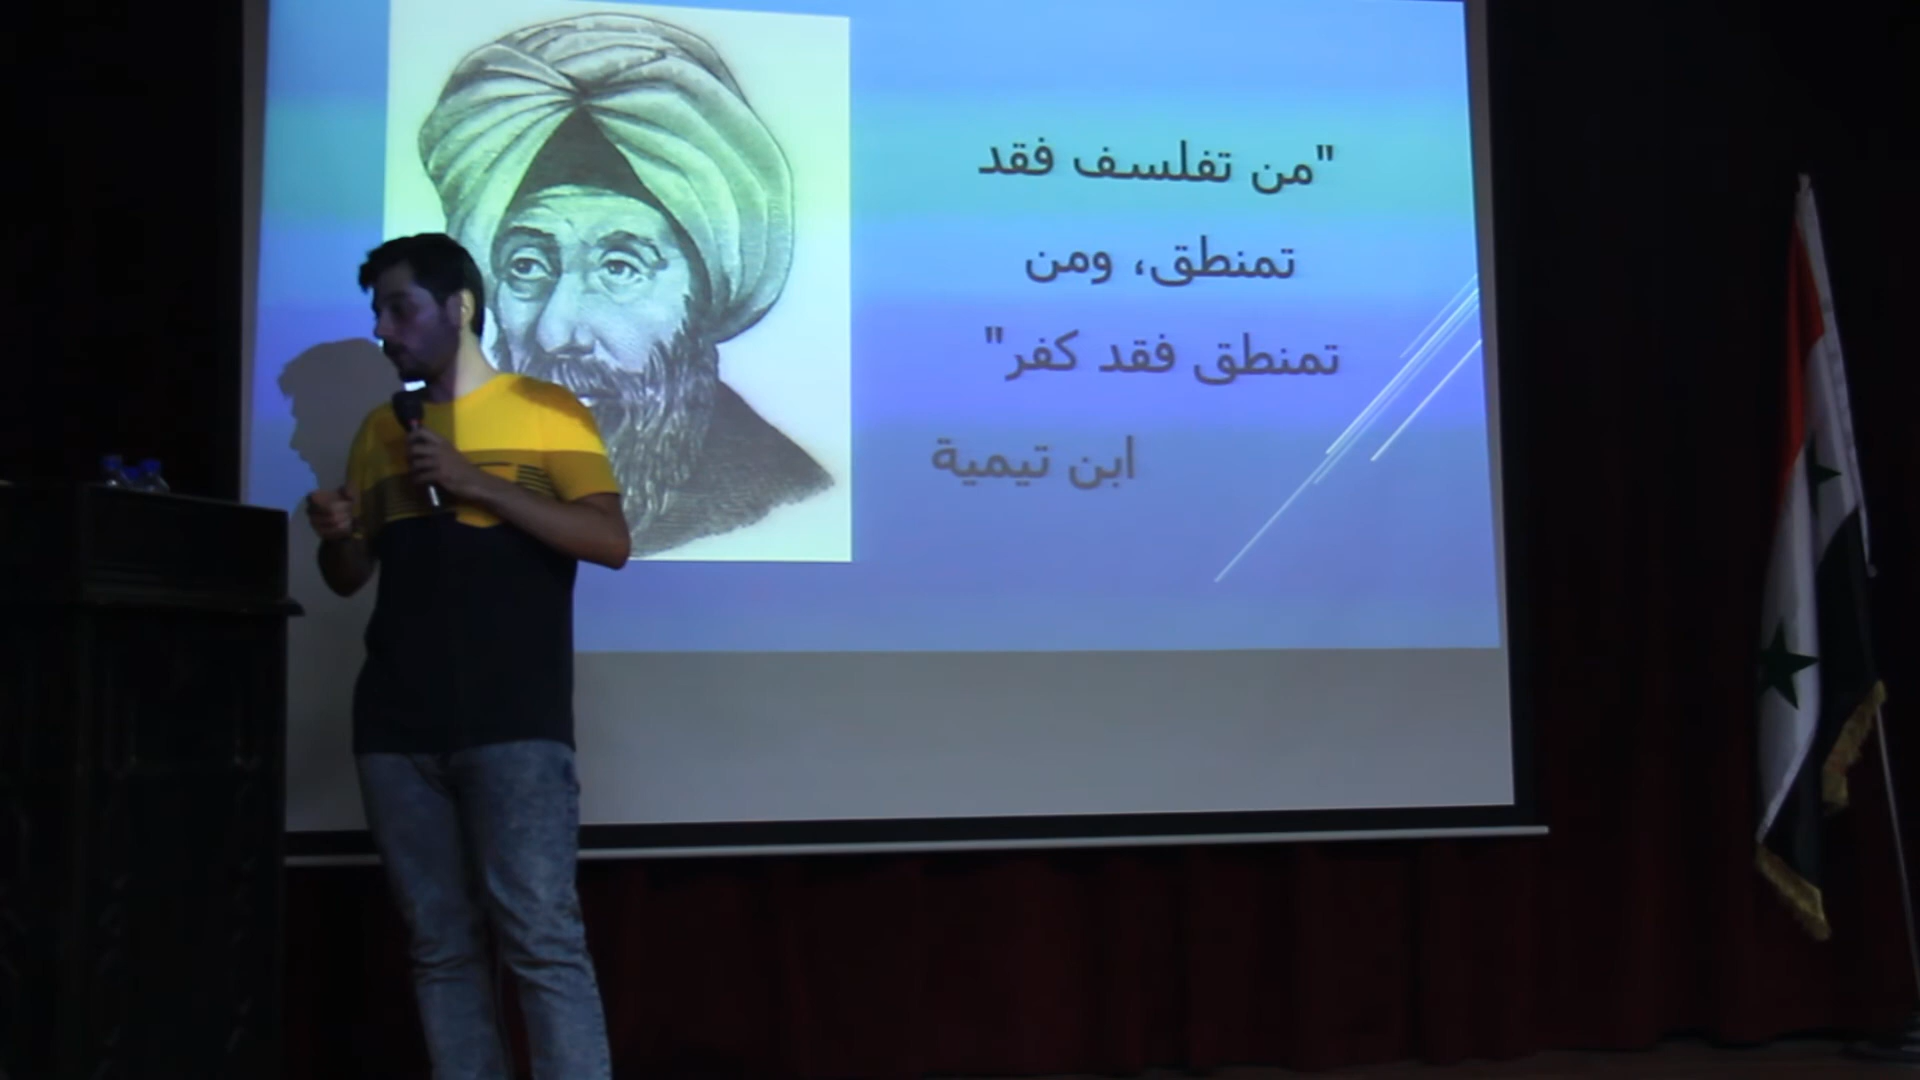 "من تفلسف فقد
تمنطق، ومن
تمنطق فقد كفر"
ابن تيمية